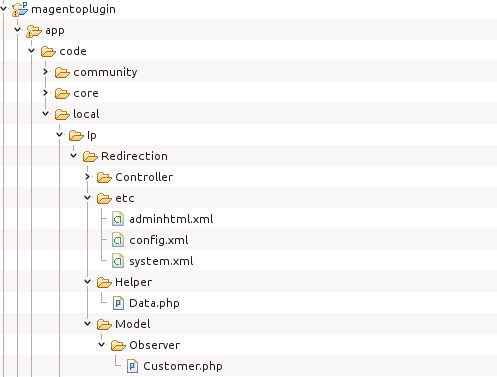 magentoplugin
app
code
community
core
local
Ip
Redirection
Controller
etc
adminhtml.xml
config.xml
system.xml
Helper
Data.php
Model
Observer
Customer.php